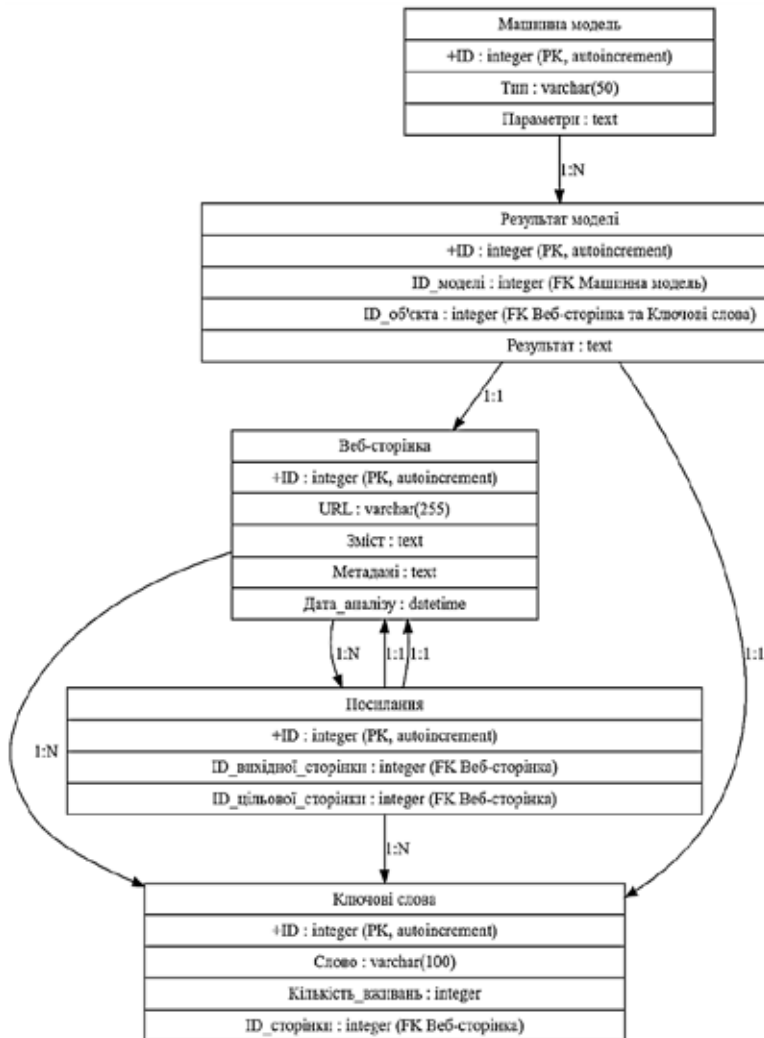 Машинна модель
+ID : integer (PK, autoincrement)
Тип : varchar(50)
Параметри : text
1:N
Результат моделі
+ID : integer (PK, autoincrement)
ID_моделі : integer (FK Машинна модель)
ID_об'єкта : integer (FK Веб-сторінка та Ключові слова)
Результат : text
1:1
Веб-сторінка
+ID : integer (PK, autoincrement)
URL : varchar(255)
Зміст : text
Метадані : text
Дата_аналізу : datetime
1:N
1:1
1:1
1:1
1:N
Посилання
+ID : integer (PK, autoincrement)
ID_вихідної_сторінки : integer (FK Веб-сторінка)
ID_цільової_сторінки : integer (FK Веб-сторінка)
1:N
Ключові слова
+ID : integer (PK, autoincrement)
Слово : varchar(100)
Кількість_вживань : integer
ID_сторінки : integer (FK Веб-сторінка)